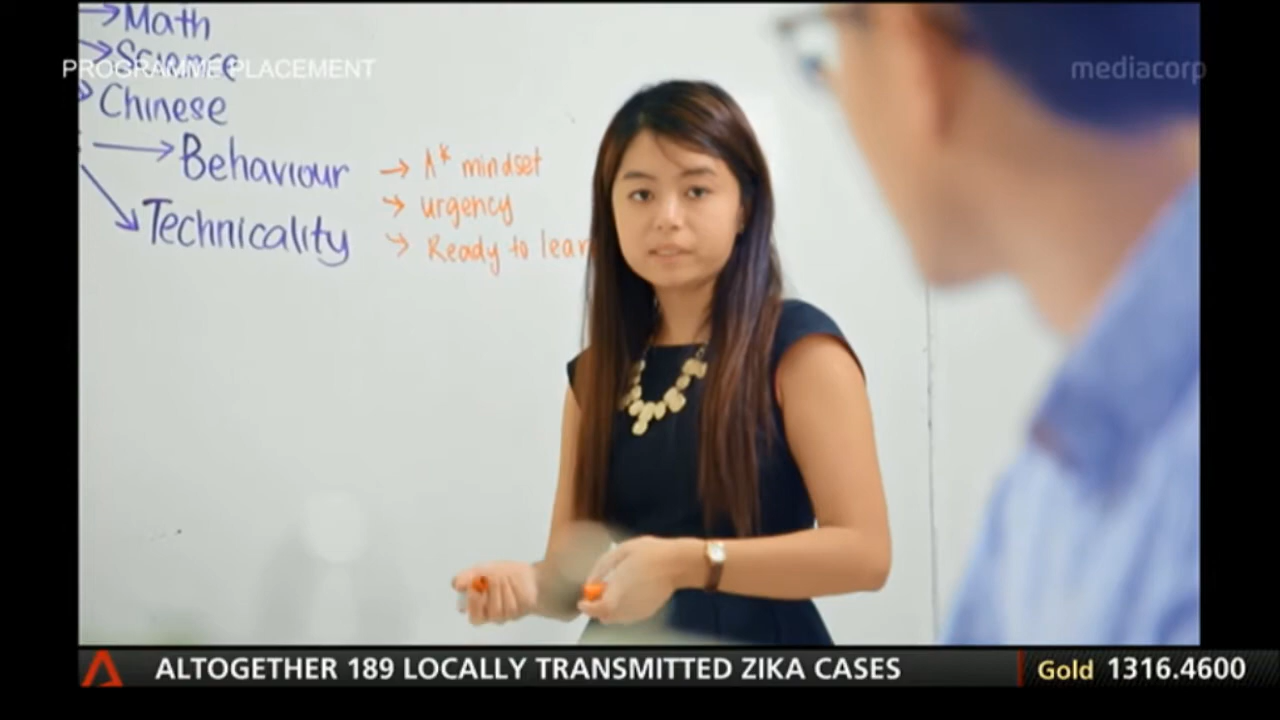 Math
Science
PROGRAMME PLACEMENT
mediacorp
Chinese
Behaviour
Technicality
A* mindset
urgency
Ready to lear
ALTOGETHER 189 LOCALLY TRANSMITTED ZIKA CASES
Gold 1316.4600